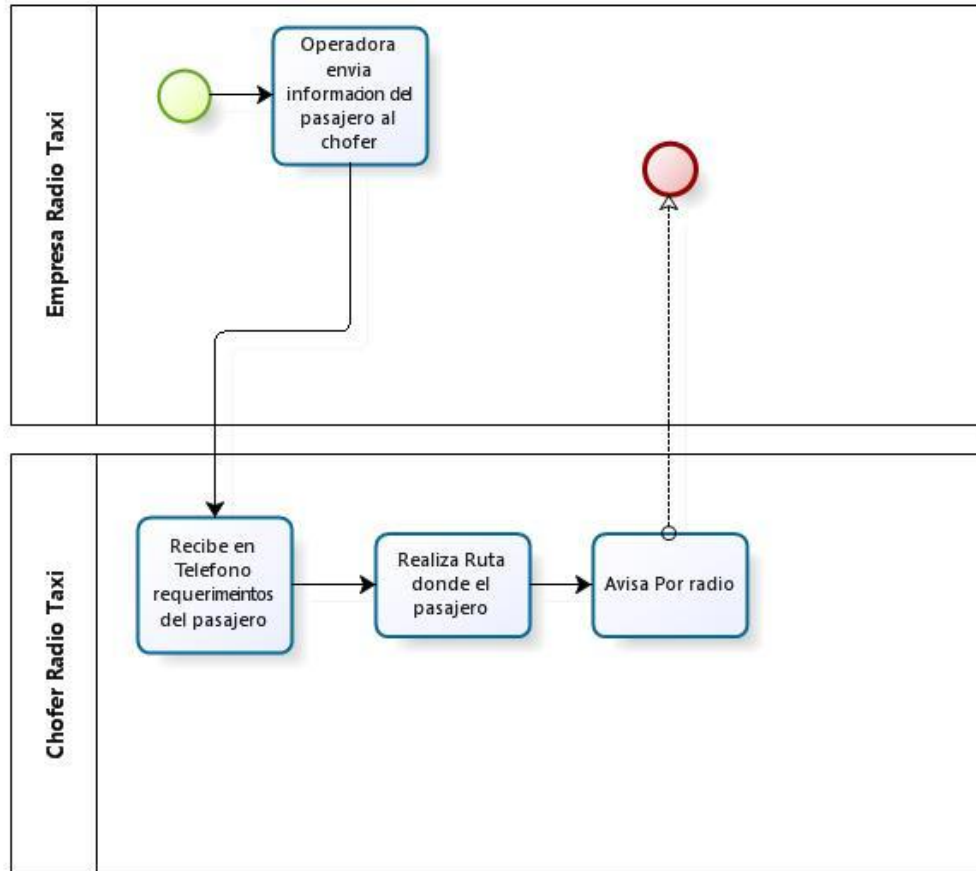 Empresa Radio Taxi
Operadora
envia
informacion del
pasajero al
chofer
Chofer Radio Taxi
Recibe en
Telefono
requerimeintos
del pasajero
Realiza Ruta
donde el
pasajero
Avisa Por radio